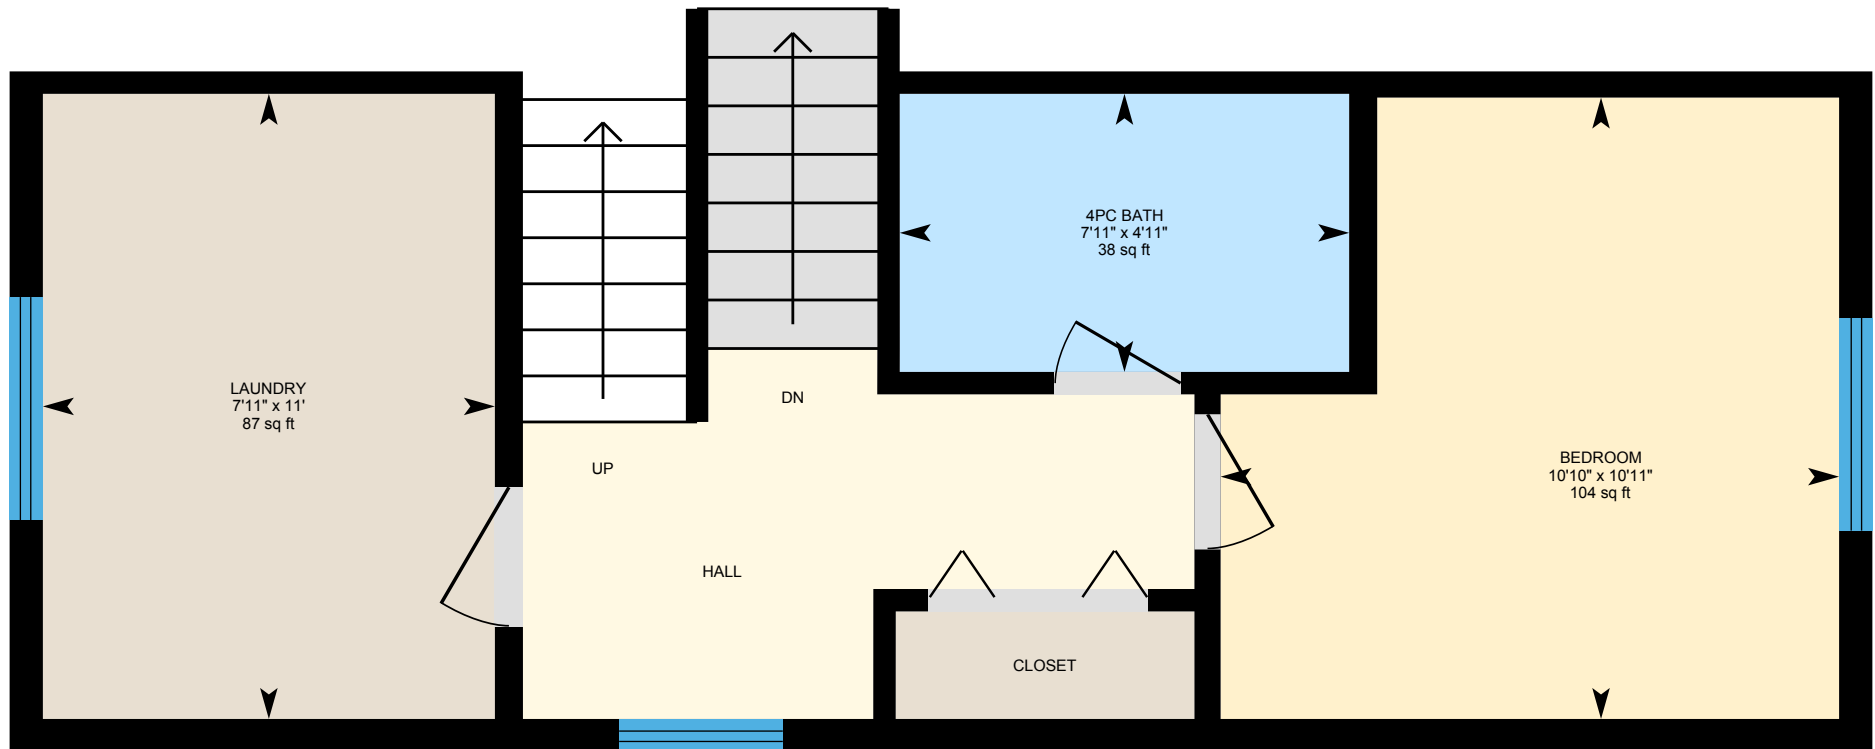 LAUNDRY
7'11" x 11'
87 sq ft
UP
DN
HALL
4PC BATH
7'11" x 4'11"
38 sq ft
CLOSET
BEDROOM
10'10" x 10'11"
104 sq ft